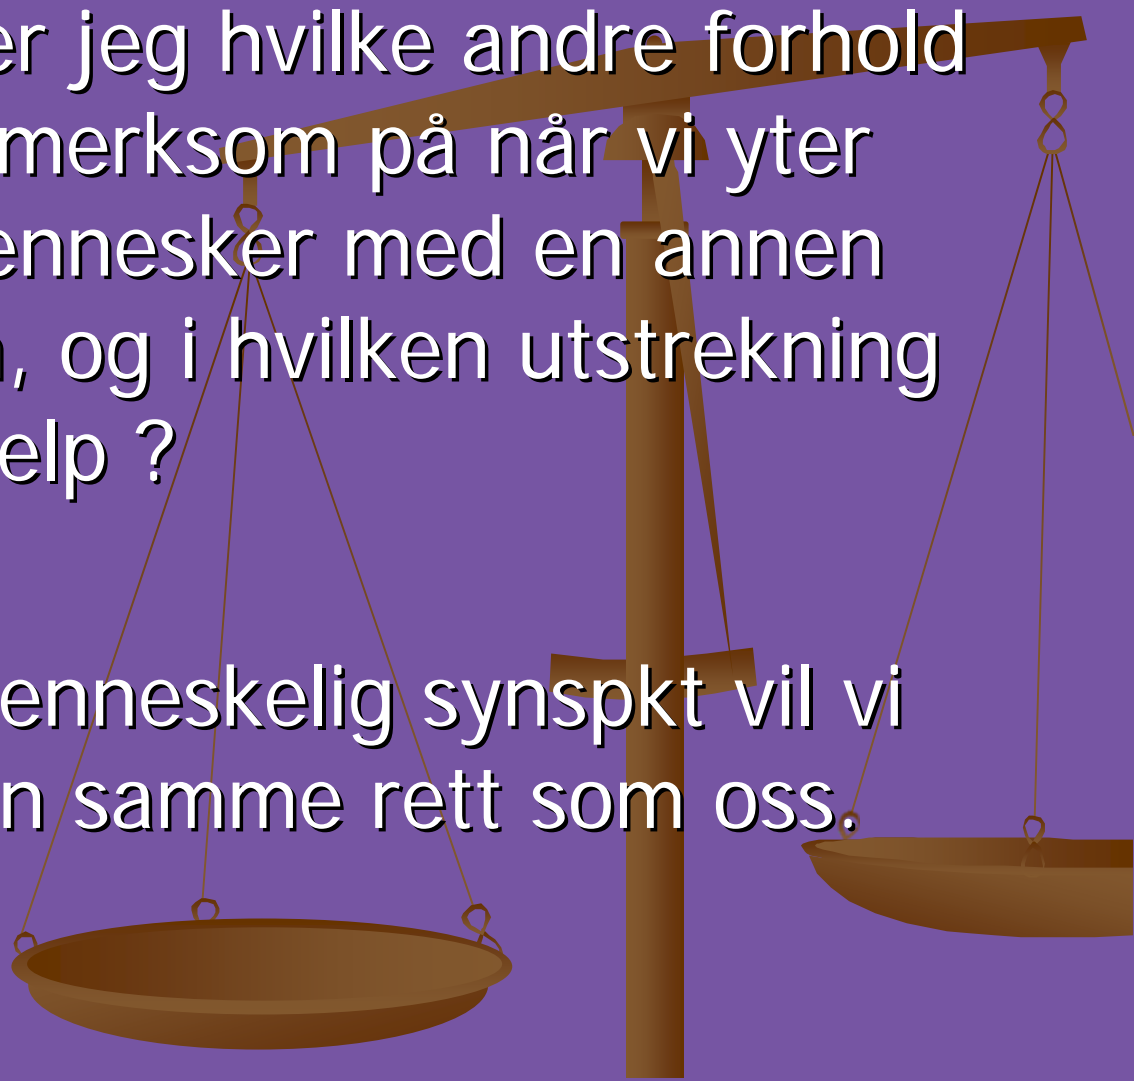 er jeg hvilke andre forhold
merksom på når vi yter
ennesker med en annen
, og i hvilken utstrekning
elp ?
enneskelig synspkt vil vi
n samme rett som oss.